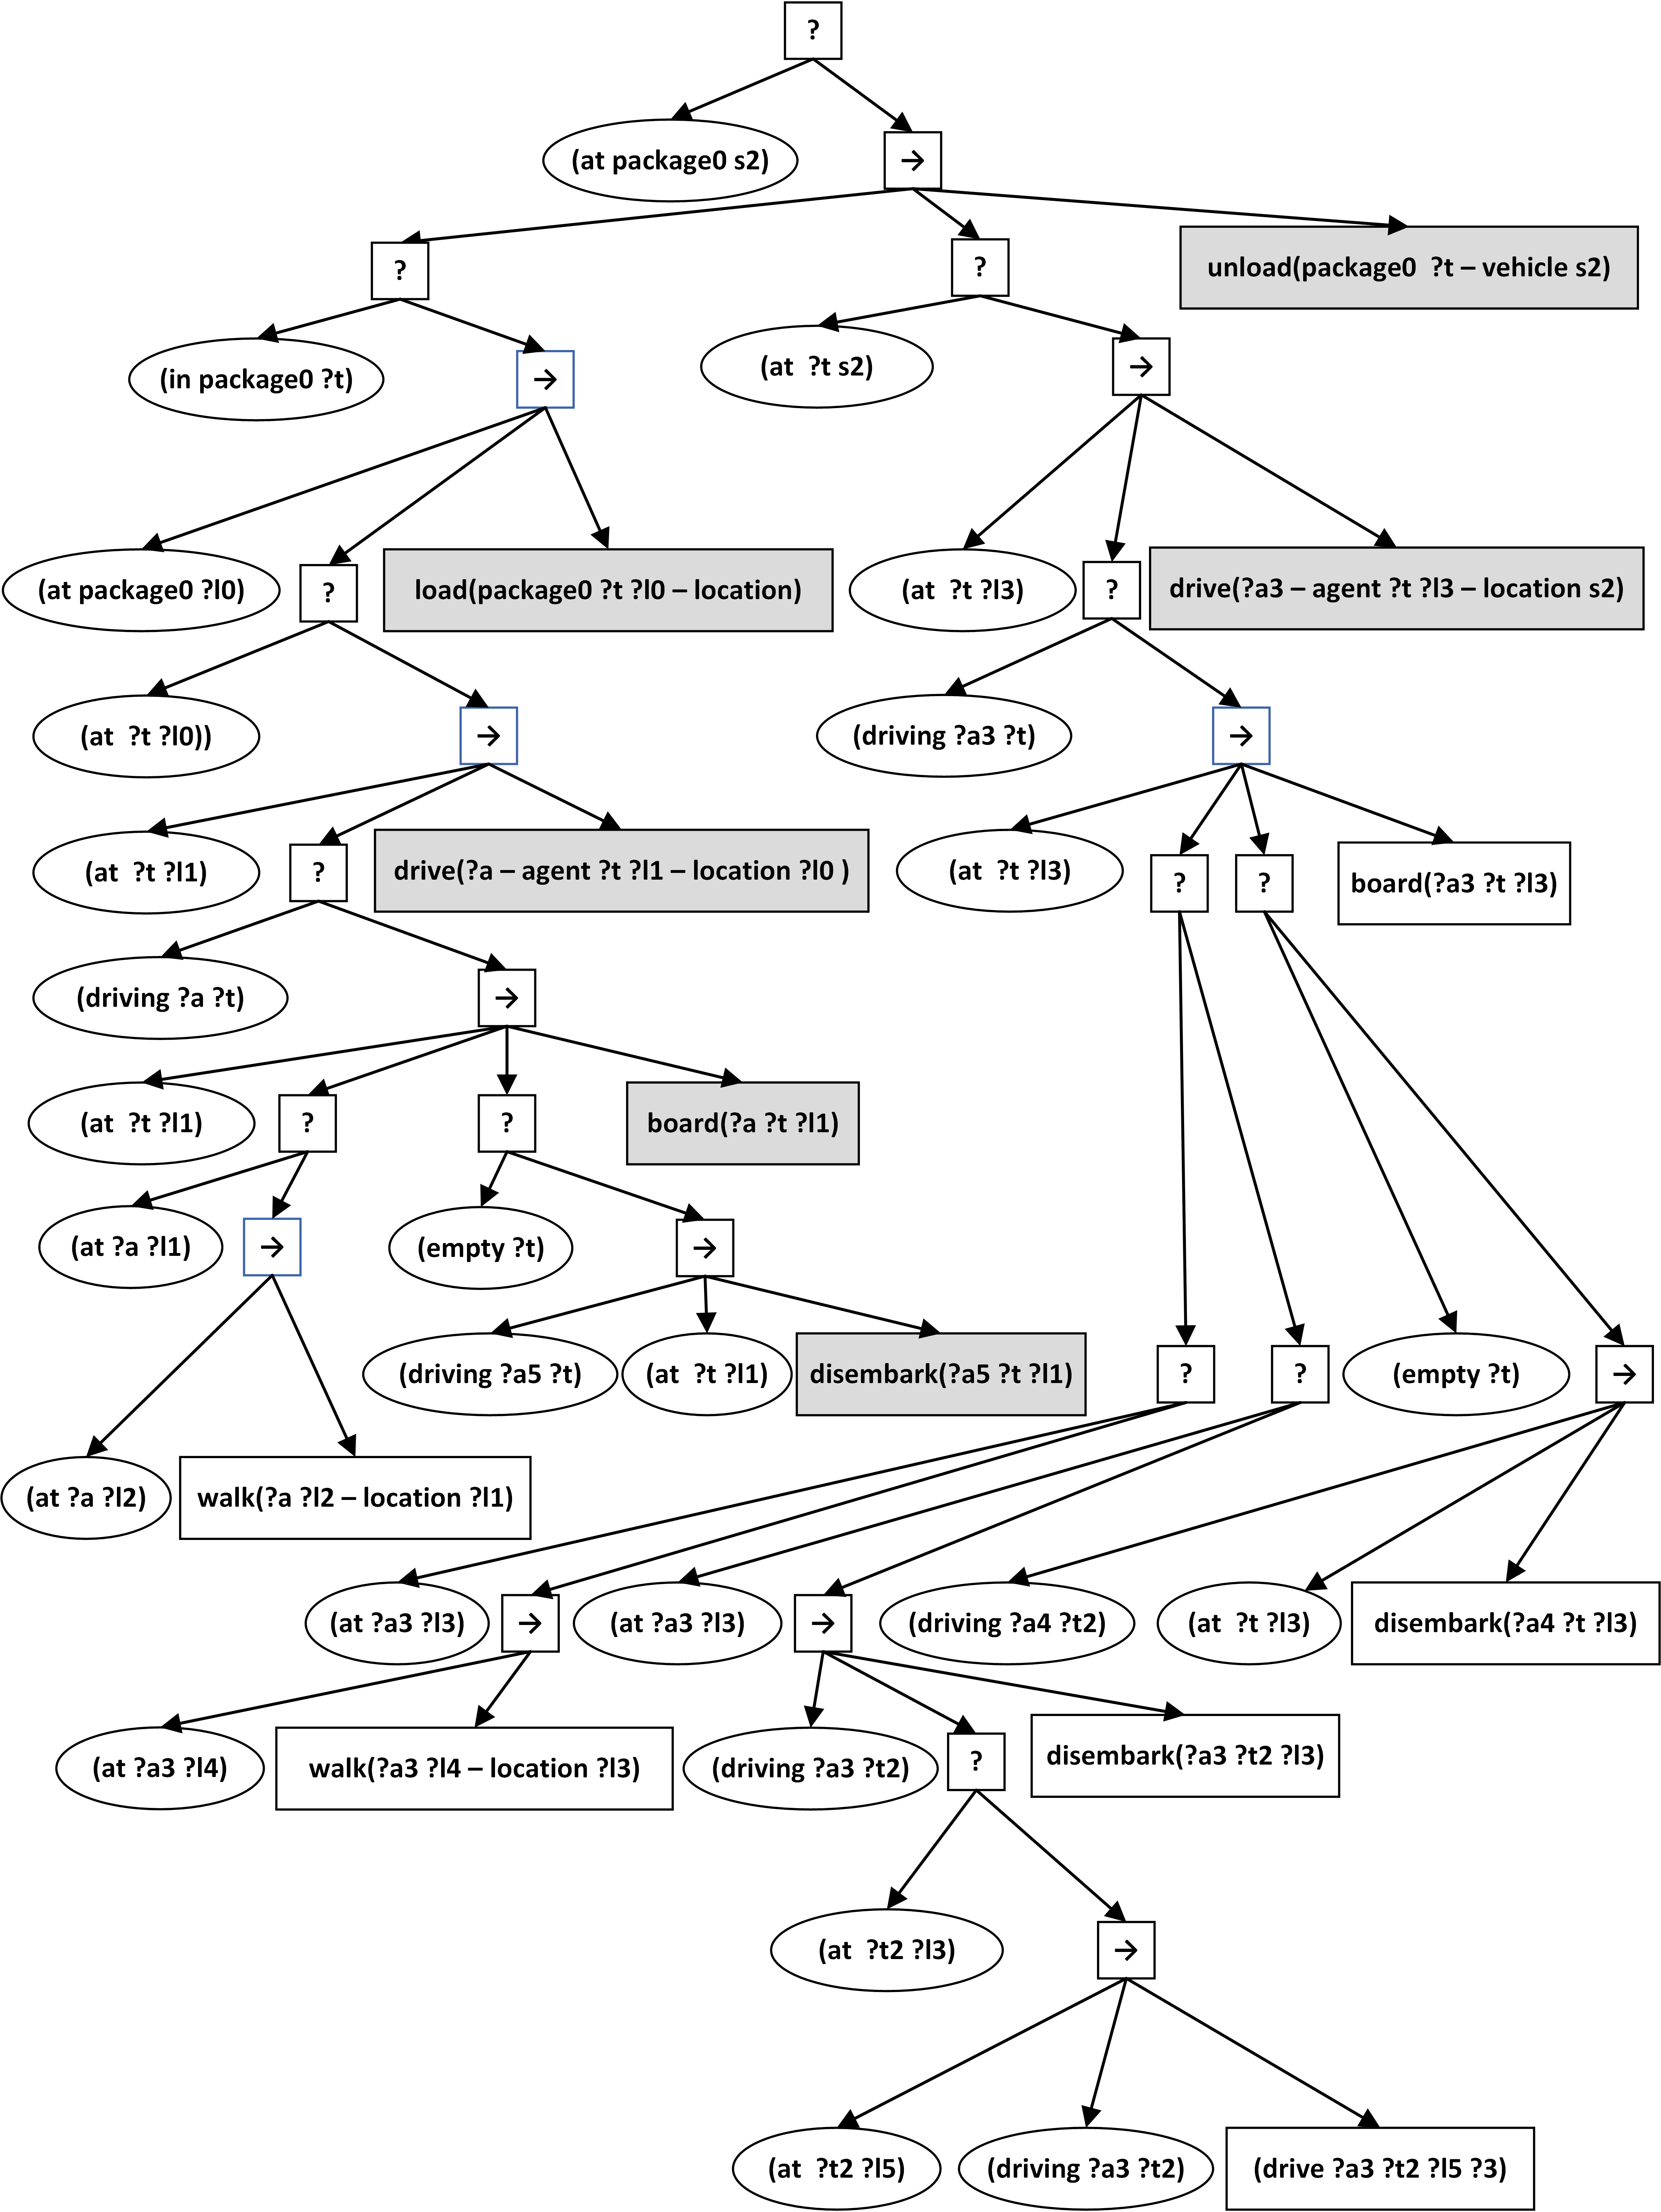 ?
(at package0 s2)
→
?
?
unload(package0 ?t – vehicle s2)
(in package0 ?t)
→
(at ?t s2)
→
(at package0 ?l0)
?
load(package0 ?t ?l0 – location)
(at ?t ?l3)
?
drive(?a3 – agent ?t ?l3 – location s2)
(at ?t ?l0))
→
(driving ?a3 ?t)
→
(at ?t ?l1)
?
drive(?a – agent ?t ?l1 – location ?l0 )
(at ?t ?l3)
?
?
board(?a3 ?t ?l3)
(driving ?a ?t)
→
(at ?t ?l1)
?
?
board(?a ?t ?l1)
(at ?a ?l1)
→
(empty ?t)
→
(driving ?a5 ?t)
(at ?t ?l1)
disembark(?a5 ?t ?l1)
?
?
(empty ?t)
→
(at ?a ?l2)
walk(?a ?l2 – location ?l1)
(at ?a3 ?l3)
→
(at ?a3 ?l3)
→
(driving ?a4 ?t2)
(at ?t ?l3)
disembark(?a4 ?t ?l3)
(at ?a3 ?l4)
walk(?a3 ?l4 – location ?l3)
(driving ?a3 ?t2)
?
disembark(?a3 ?t2 ?l3)
(at ?t2 ?l3)
→
(at ?t2 ?l5)
(driving ?a3 ?t2)
(drive ?a3 ?t2 ?l5 ?3)